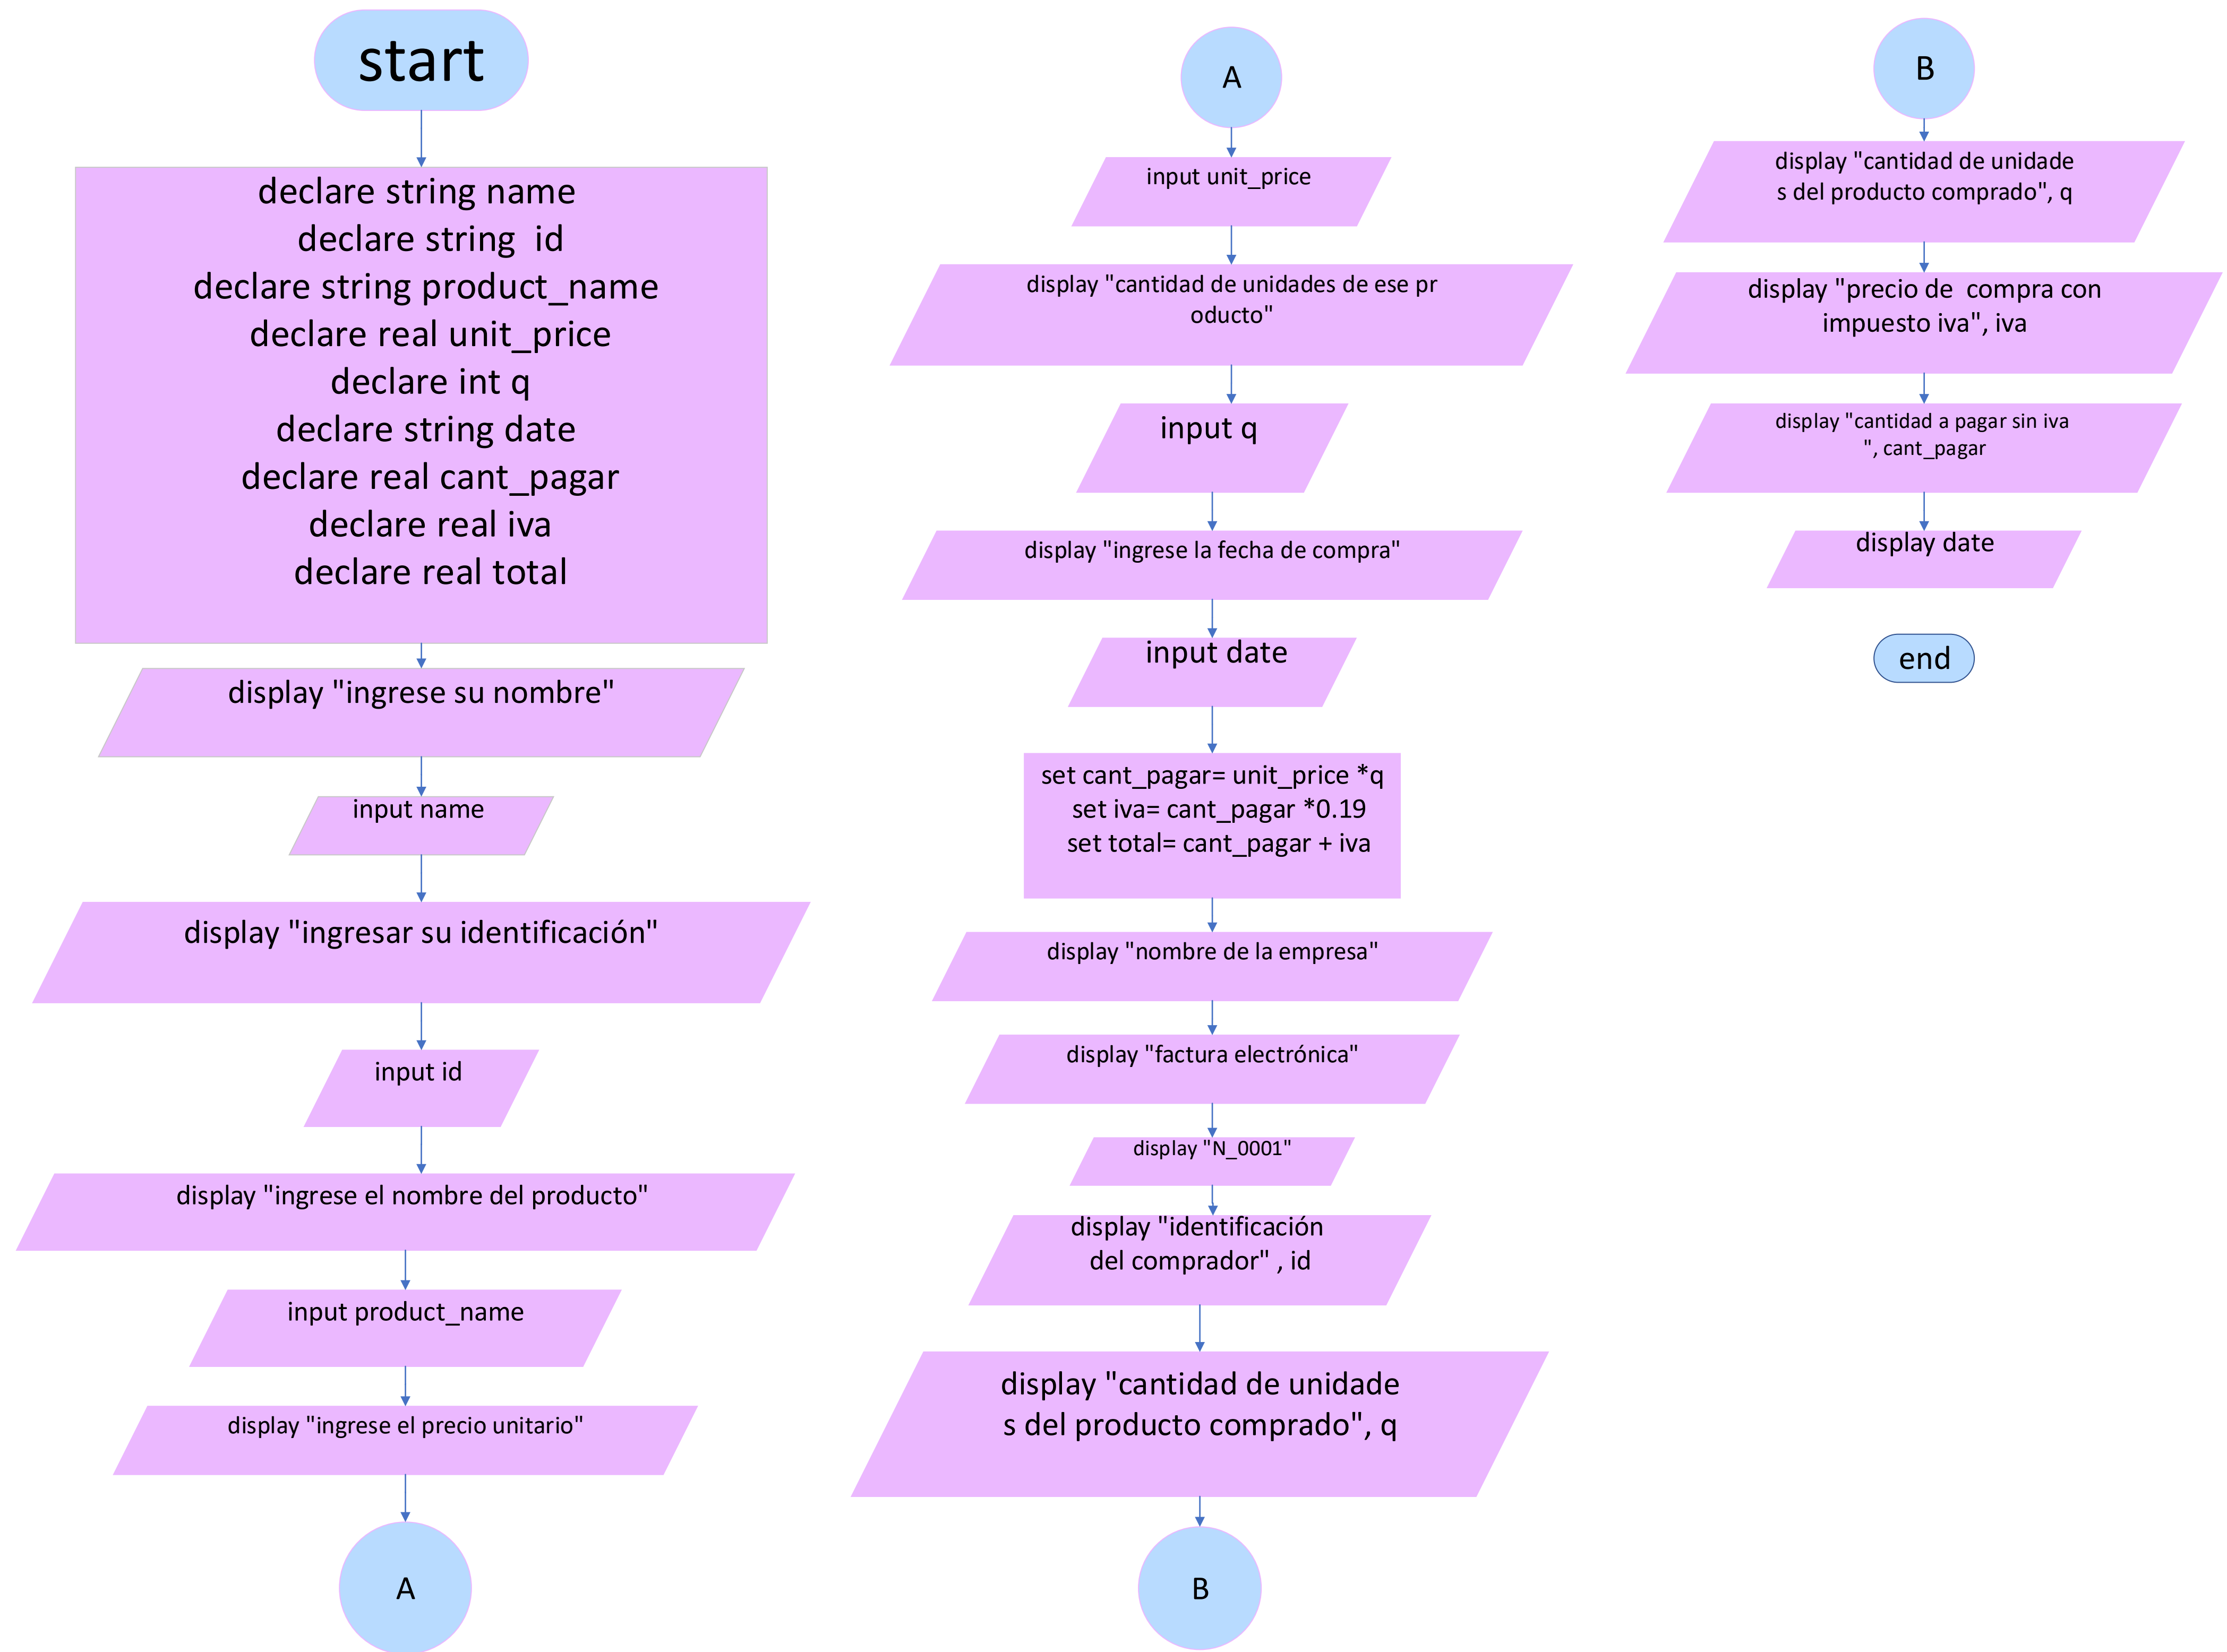 start
declare string name
declare string  id
declare string product_name
declare real unit_price
declare int q
declare string date
declare real cant_pagar
declare real iva
declare real total
display "ingrese su nombre"
input name
display "ingresar su identificación"
input id
display "ingrese el nombre del producto"
input product_name
display "ingrese el precio unitario"
A
A
input unit_price
display "cantidad de unidades de ese pr
oducto"
input q
display "ingrese la fecha de compra"
input date
set cant_pagar= unit_price *q
set iva= cant_pagar *0.19
set total= cant_pagar + iva
display "nombre de la empresa"
display "factura electrónica"
display "N_0001"
display "identificación
del comprador" , id
display "cantidad de unidade
s del producto comprado", q
B
B
display "cantidad de unidade
s del producto comprado", q
display "precio de  compra con
impuesto iva", iva
display "cantidad a pagar sin iva
", cant_pagar
display date
end